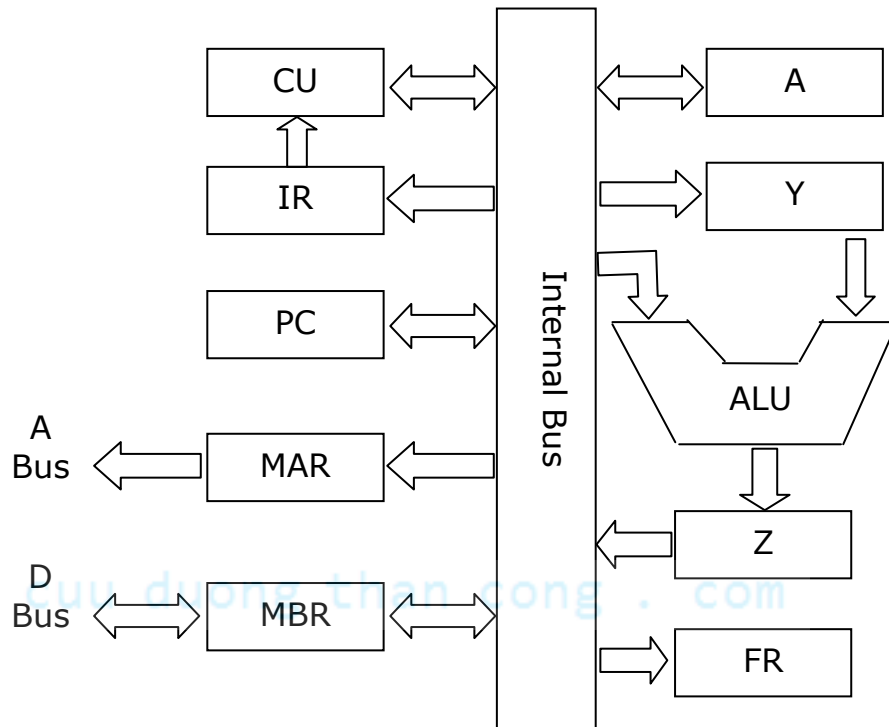 CU
A
IR
Y
PC
Internal Bus
ALU
A
Bus
MAR
Z
D
Bus
MBR
FR
cuu duong than cong . com